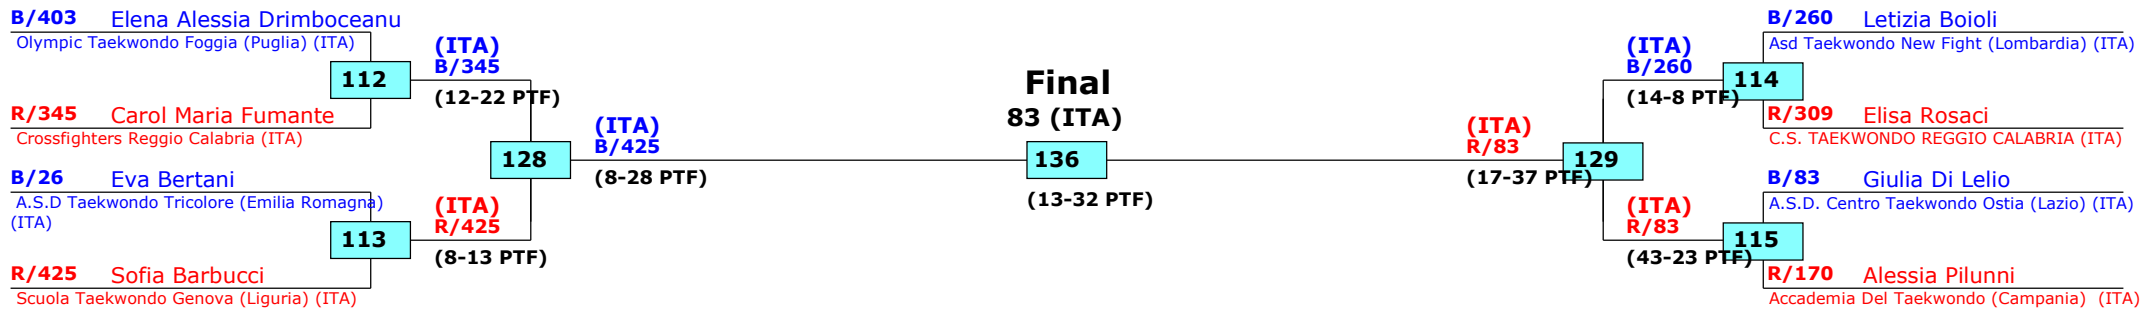 B/403 Elena Alessia Drimboceanu
Olympic Taekwondo Foggia (Puglia) (ITA)
112
R/345 Carol Maria Fumante
Crossfighters Reggio Calabria (ITA)
B/26 Eva Bertani
A.S.D Taekwondo Tricolore (Emilia Romagna)
(ITA)
113
R/425 Sofia Barbucci
Scuola Taekwondo Genova (Liguria) (ITA)
(ITA)
B/345
(12-22 PTF)
128
(ITA)
R/425
(8-13 PTF)
(ITA)
B/425
(8-28 PTF)
Final
83 (ITA)
136
(13-32 PTF)
(ITA)
R/83
(17-37 PTF)
129
(ITA)
B/260
(14-8 PTF)
(ITA)
R/83
(43-23 PTF)
B/260 Letizia Boioli
Asd Taekwondo New Fight (Lombardia) (ITA)
114
R/309 Elisa Rosaci
C.S. TAEKWONDO REGGIO CALABRIA (ITA)
B/83 Giulia Di Lelio
A.S.D. Centro Taekwondo Ostia (Lazio) (ITA)
115
R/170 Alessia Pilunni
Accademia Del Taekwondo (Campania) (ITA)